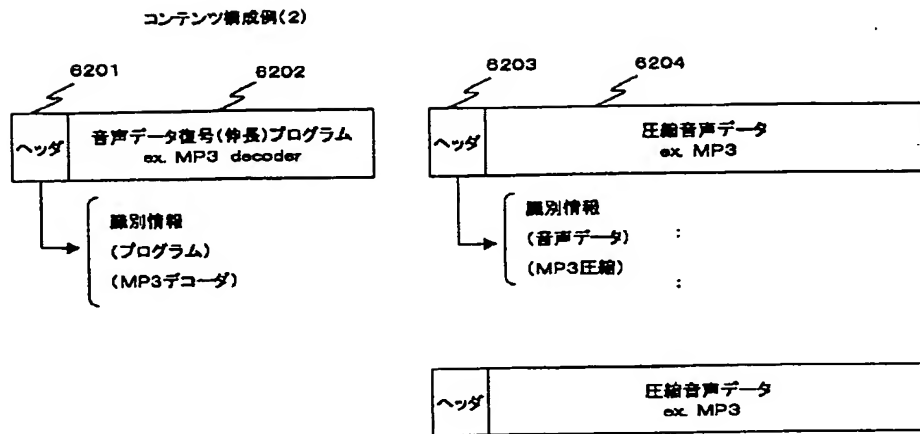 コンテンツ構成例(2)
6201
6202
ヘッダ
音声データ復号(伸長)プログラム
ex. MP3 decoder
識別情報
(プログラム)
(MP3デコーダ)
6203
6204
ヘッダ
圧縮音声データ
ex. MP3
識別情報
(音声データ) :
(MP3圧縮) :
ヘッダ
圧縮音声データ
ex. MP3